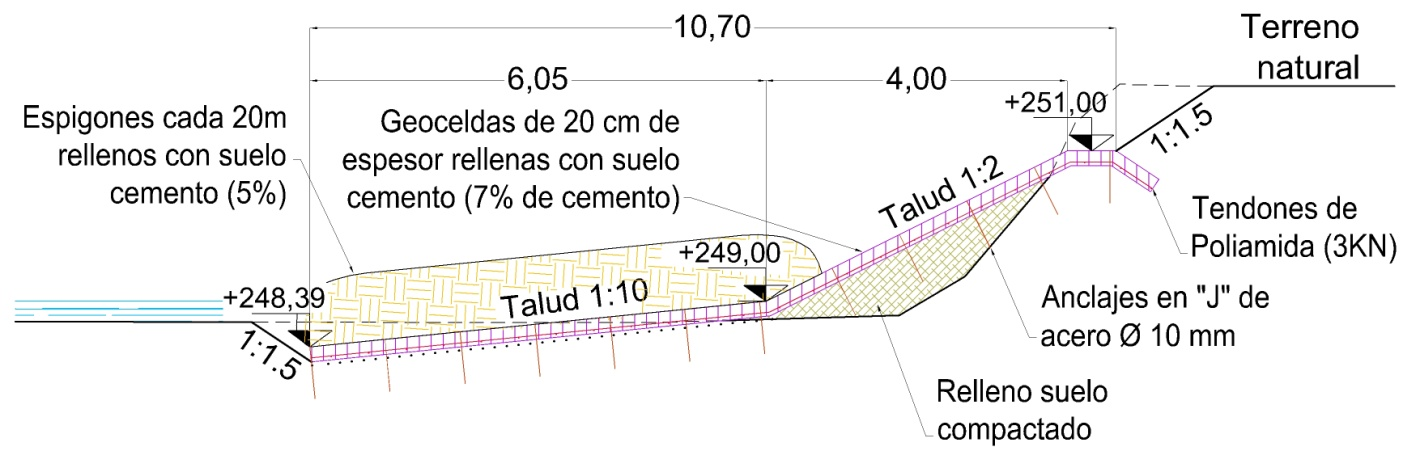 10,70
Terreno
natural
6,05
4,00
+251,00
1:1.5
Espigones cada 20m
rellenos con suelo
cemento (5%)
Geoceldas de 20 cm de
espesor rellenas con suelo
cemento (7% de cemento)
Talud 1:2
Tendones de
Poliamida (3KN)
+249,00
+248,39
Talud 1:10
1:1.5
Anclajes en "J" de
acero Ø 10 mm
Relleno suelo
compactado